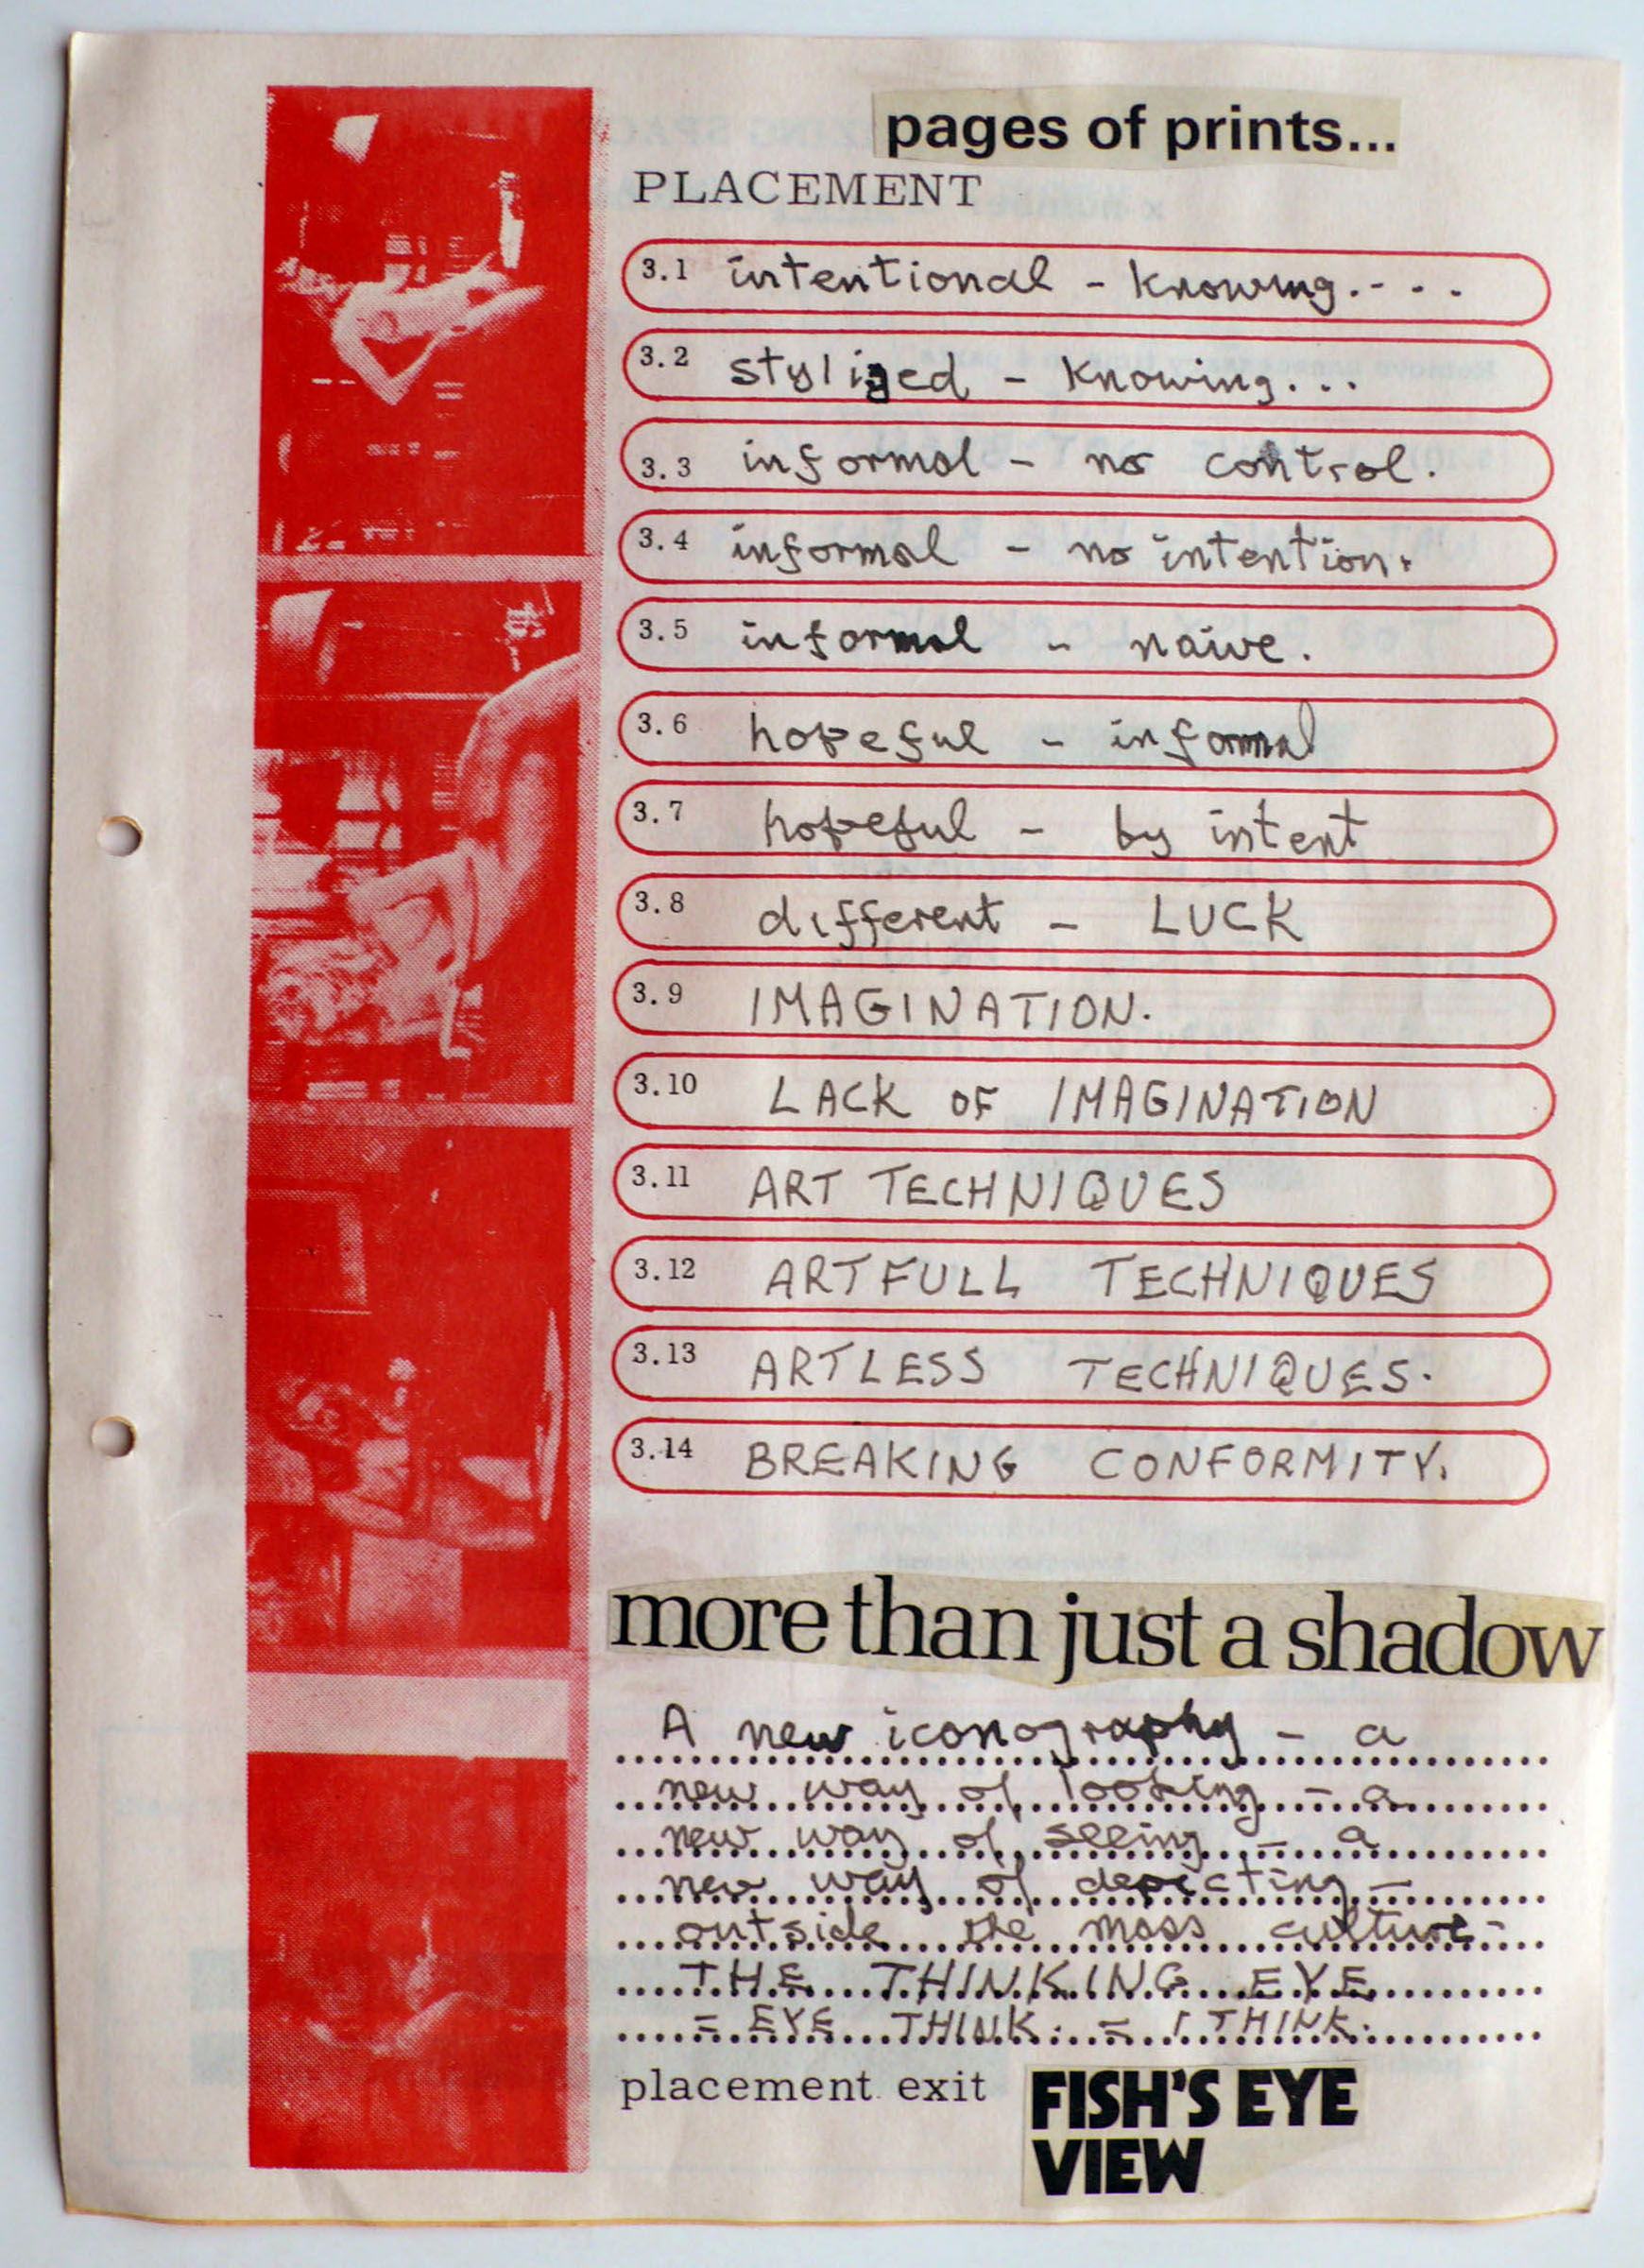 pages of prints...
PLACEMENT
3.1 intentional - knowing. - - .
3.2 stylised - knowing...
3.3 informal - no control.
3.4 informal - no intention.
3.5 informal - naive.
3.6 hopeful - informal
3.7 hopeful - by intent
3.8 different - LUCK
3.9 IMAGINATION.
3.10 LACK OF IMAGINATION
3.11 ART TECHNIQUES
3.12 ARTFULL TECHNIQUES
3.13 ARTLESS TECHNIQUES.
3.14 BREAKING CONFORMITY.
more than just a shadow
A new iconography - a
new way of looking - a
new way of seeing - a
new way of depicting -
outside the mass culture -
THE THINKING EYE
= EYE THINK. = I THINK.
placement exit
FISH'S EYE
VIEW